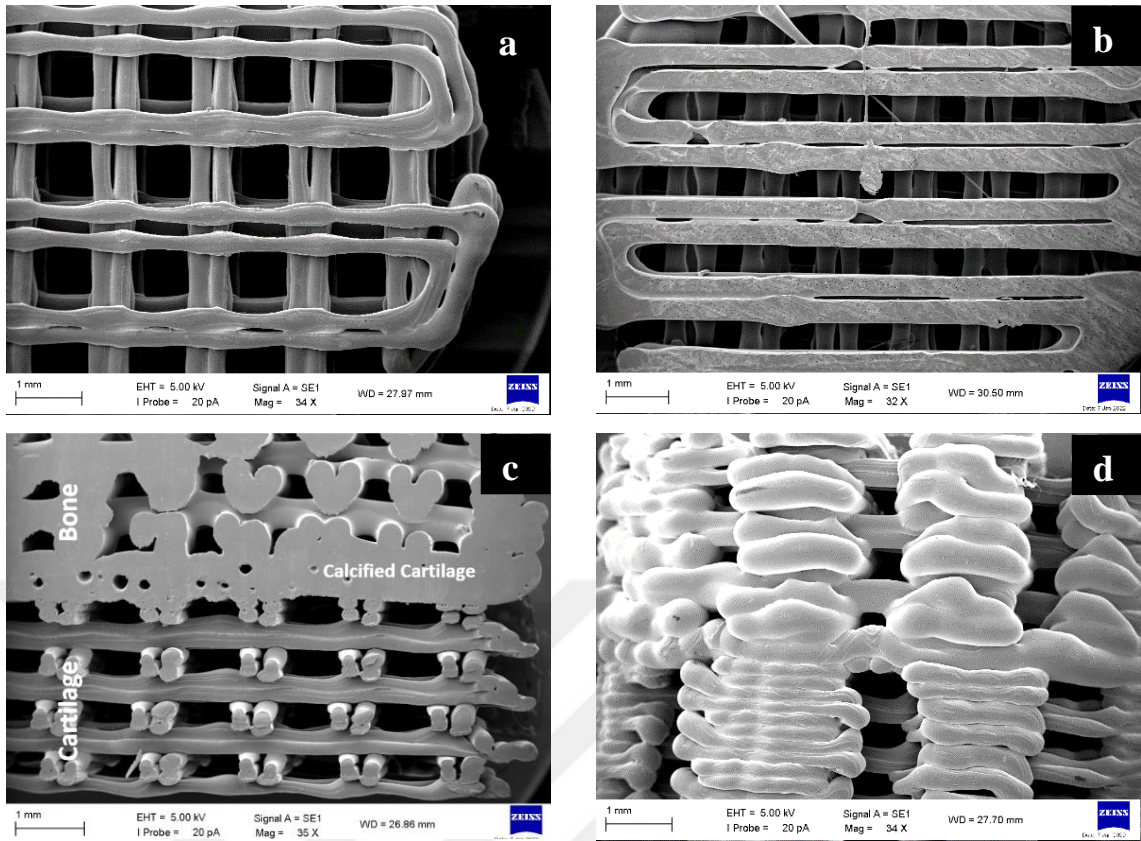 a
1 mm
EHT = 5.00 kV
I Probe = 20 pA
Signal A = SE1
Mag = 34 X
WD = 27.97 mm
ZEISS
b
1 mm
EHT = 5.00 kV
I Probe = 20 pA
Signal A = SE1
Mag = 32 X
WD = 30.50 mm
ZEISS
Date: 7 Jan 2022
c
Bone
Calcified Cartilage
Cartilage
1 mm
EHT = 5.00 kV
I Probe = 20 pA
Signal A = SE1
Mag = 35 X
WD = 26.86 mm
ZEISS
d
1 mm
EHT = 5.00 kV
I Probe = 20 pA
Signal A = SE1
Mag = 34 X
WD = 27.70 mm
ZEISS